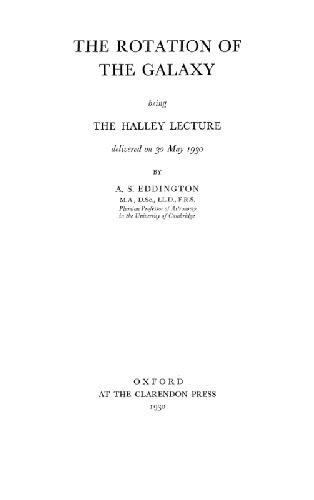 THE ROTATION OF
THE GALAXY
being
THE HALLEY LECTURE
delivered on 30 May 1930
BY
A. S. EDDINGTON
M.A., D.Sc., LL.D., F.R.S.
Plumian Professor of Astronomy
in the University of Cambridge
OXFORD
AT THE CLARENDON PRESS
1930